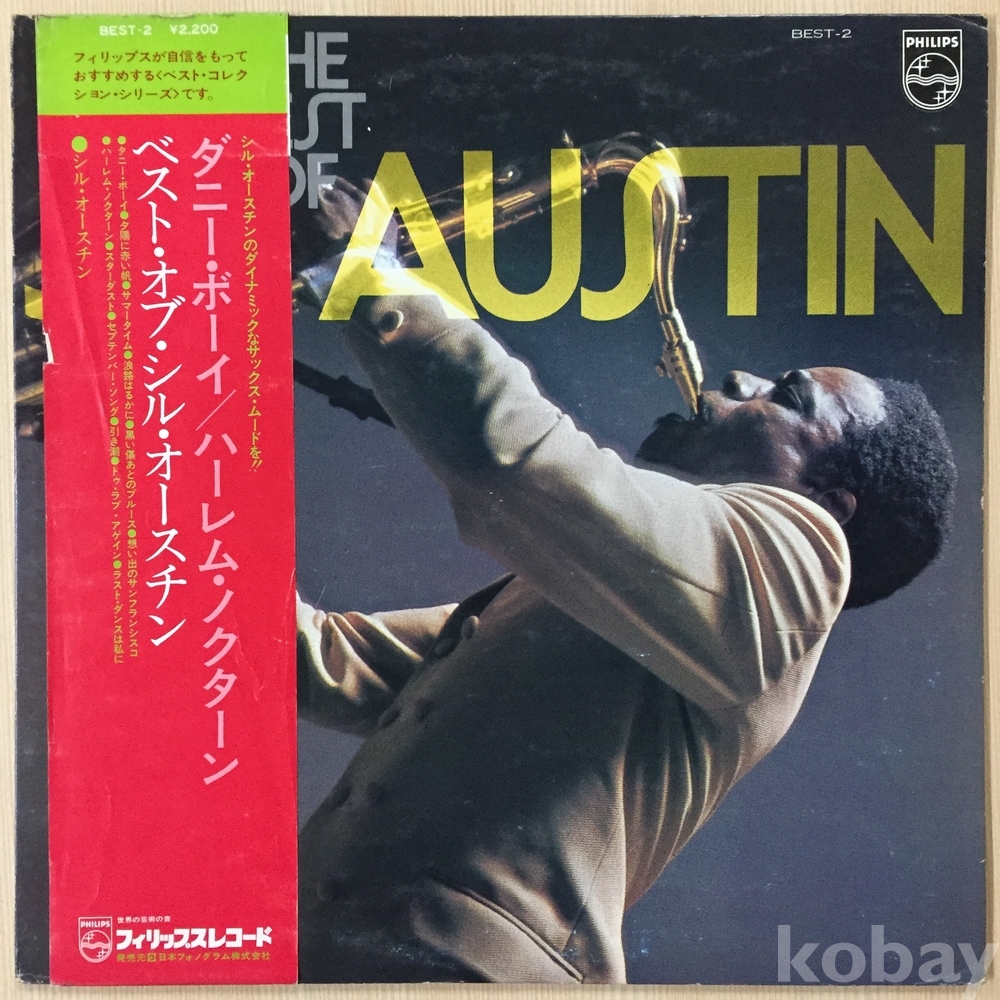 BEST-2 ¥2,200
フィリップスが自信をもって
おすすめする〈ベスト・コレク
ション・シリーズ〉です。
シル・オースチンのダイナミックなサックス・ムードを!!
ダニー・ボーイ/ハーレム・ノクターン
ベスト・オブ・シル・オースチン
●タニー・ボーイ●夕陽に赤い帆●サマータイム●浪路はるかに●黒い傷あとのブルース●想い出のサンフランシスコ
●ハーレム・ノクターン●スターダスト●セプテンバー・ソング●引き潮●ドゥ・ラブ・アゲイン●ラスト・ダンスは私に
●シル・オースチン
PHILIPS
世界の芸術の音
フィリップスレコード
発売元 日本フォノグラム株式会社
BEST-2
PHILIPS
HE
EST
OF
AUSTIN
kobay